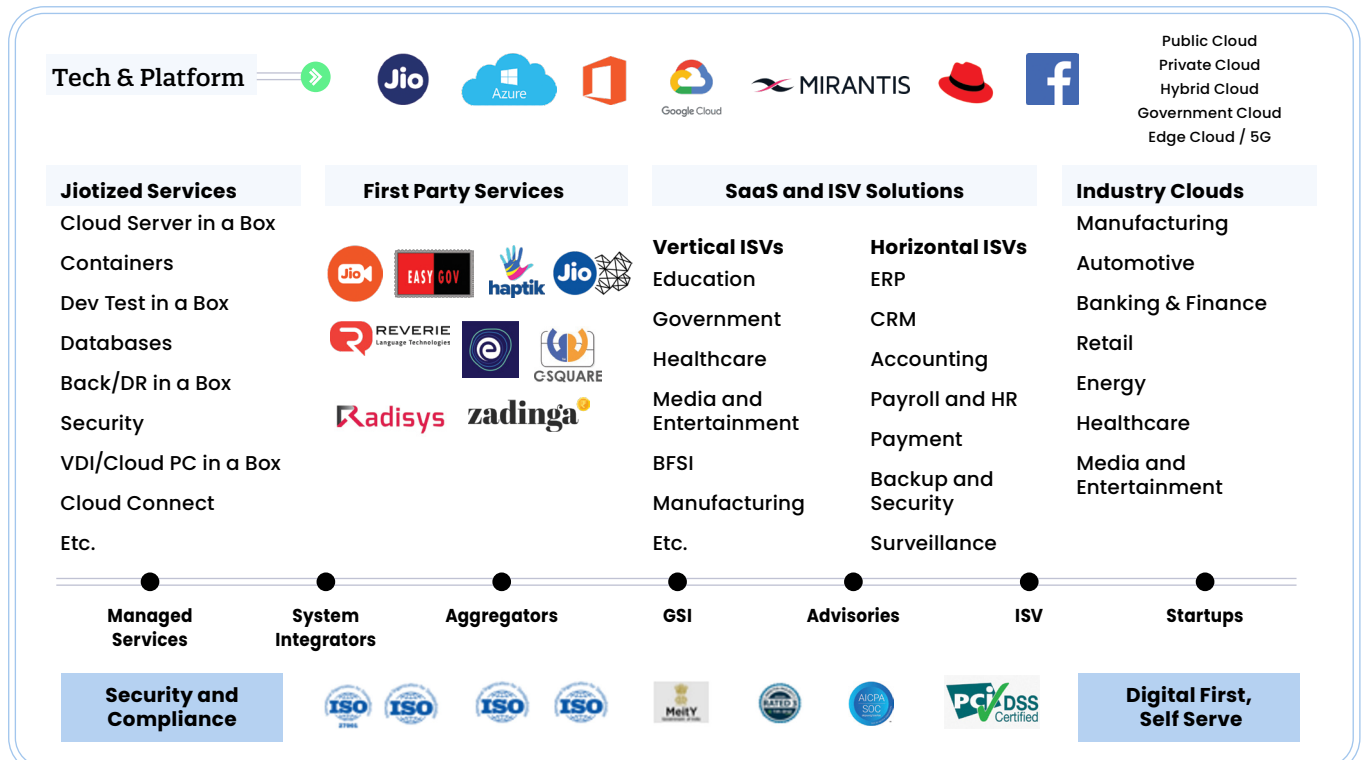 Tech & Platform
Jio
Azure
Google Cloud
MIRANTIS
Public Cloud
Private Cloud
Hybrid Cloud
Government Cloud
Edge Cloud / 5G
Jiotized Services
Cloud Server in a Box
Containers
Dev Test in a Box
Databases
Back/DR in a Box
Security
VDI/Cloud PC in a Box
Cloud Connect
Etc.
First Party Services
Jio
EASY GOV
haptik
Jio
REVERIE
Language Technologies
e
C-SQUARE
Radisys
zadinga
SaaS and ISV Solutions
Vertical ISVs
Education
Government
Healthcare
Media and
Entertainment
BFSI
Manufacturing
Etc.
Horizontal ISVs
ERP
CRM
Accounting
Payroll and HR
Payment
Backup and
Security
Surveillance
Industry Clouds
Manufacturing
Automotive
Banking & Finance
Retail
Energy
Healthcare
Media and
Entertainment
Managed
Services
System
Integrators
Aggregators
GSI
Advisories
ISV
Startups
Security and
Compliance
ISO
27001
ISO
ISO
ISO
MeitY
RATED 3
AICPA
SOC
PCI DSS
Certified
Digital First,
Self Serve